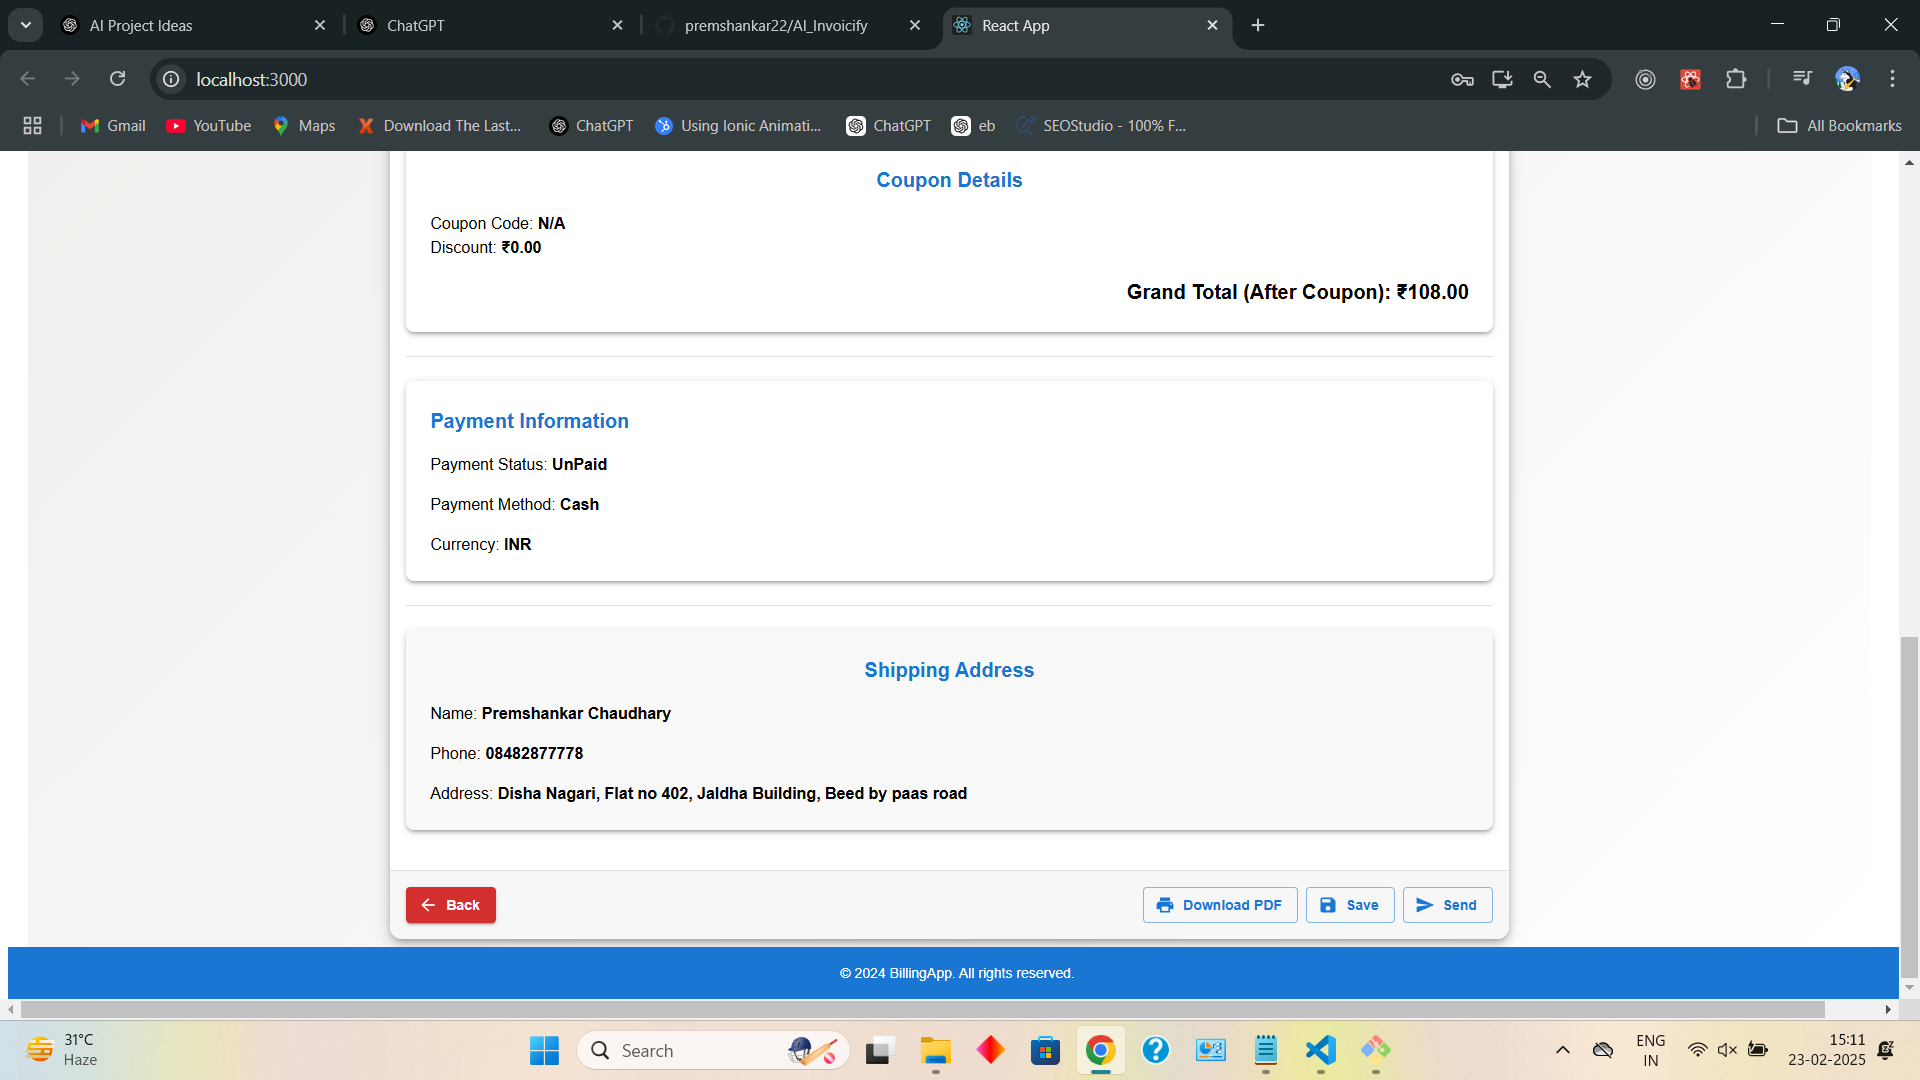 AI Project Ideas
ChatGPT
premshankar22/AI_Invoicify
React App
localhost:3000
Gmail
YouTube
Maps
Download The Last...
ChatGPT
Using Ionic Animati...
ChatGPT
eb
SEOStudio - 100% F...
All Bookmarks
Coupon Details
Coupon Code: N/A
Discount: ₹0.00
Grand Total (After Coupon): ₹108.00
Payment Information
Payment Status: UnPaid
Payment Method: Cash
Currency: INR
Shipping Address
Name: Premshankar Chaudhary
Phone: 08482877778
Address: Disha Nagari, Flat no 402, Jaldha Building, Beed by paas road
Back
Download PDF
Save
Send
© 2024 BillingApp. All rights reserved.
31°C
Haze
Search
ENG
IN
15:11
23-02-2025